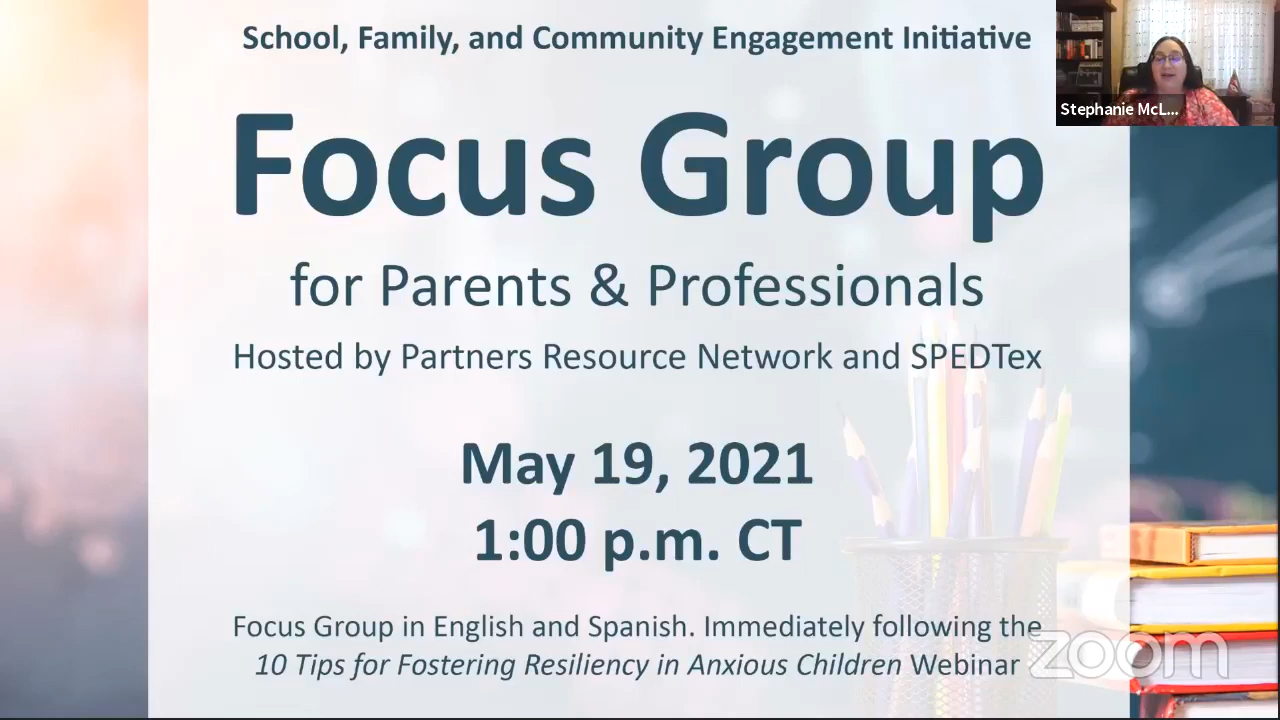 School, Family, and Community Engagement Initiative
Stephanie McL...
Focus Group
for Parents & Professionals
Hosted by Partners Resource Network and SPEDTex
May 19, 2021
1:00 p.m. CT
Focus Group in English and Spanish. Immediately following the
10 Tips for Fostering Resiliency in Anxious Children Webinar
zoom